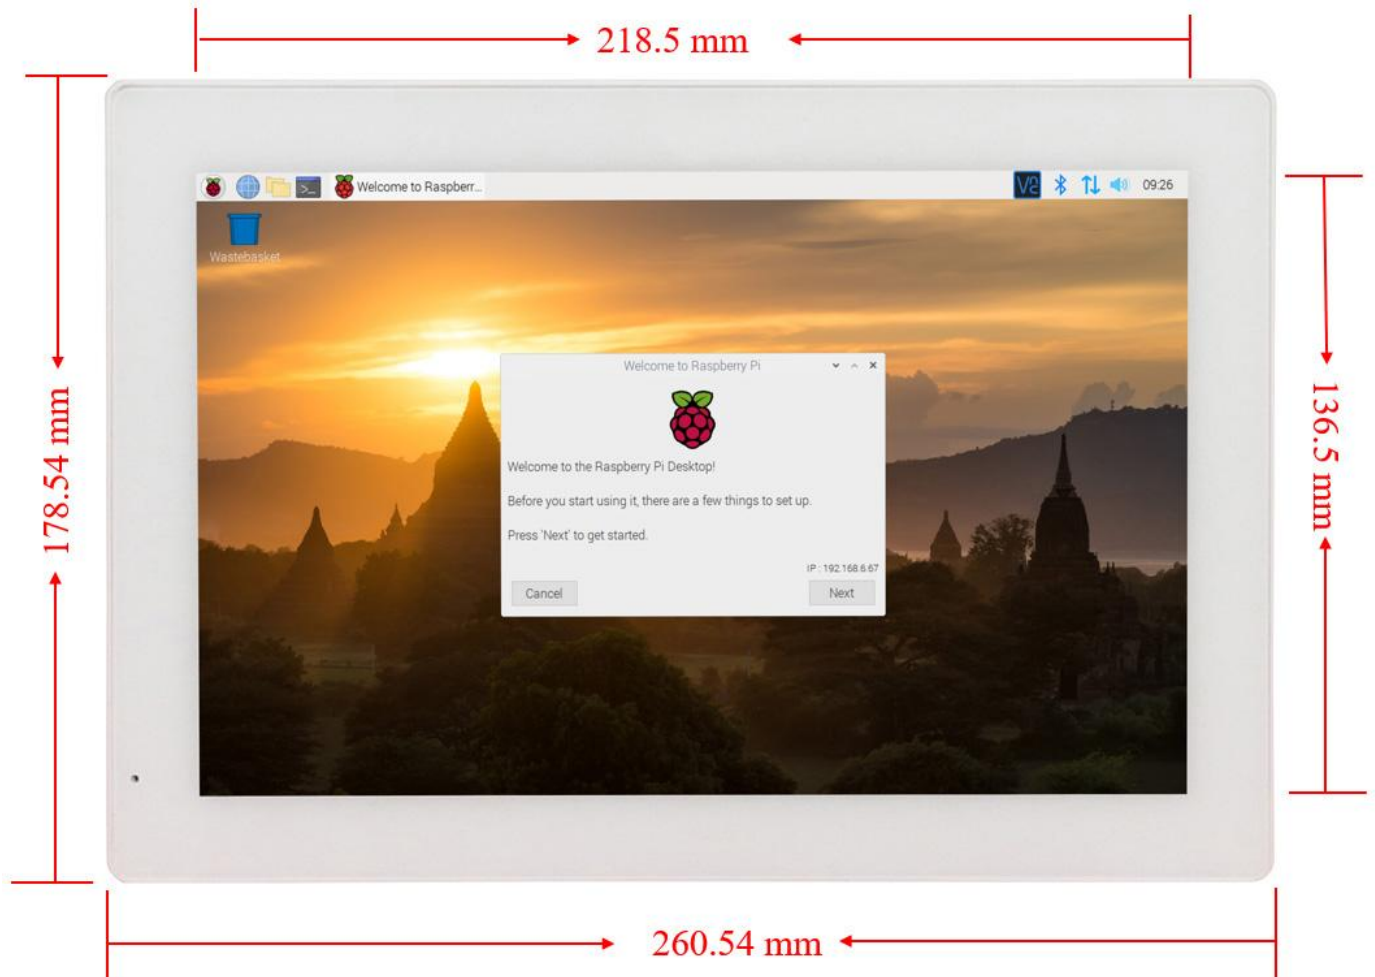 218.5 mm
Welcome to Raspberr...
V2
09:26
Wastebasket
Welcome to Raspberry Pi
Welcome to the Raspberry Pi Desktop!
Before you start using it, there are a few things to set up.
Press 'Next' to get started.
IP : 192.168.6.67
Cancel
Next
178.54 mm
136.5 mm
260.54 mm